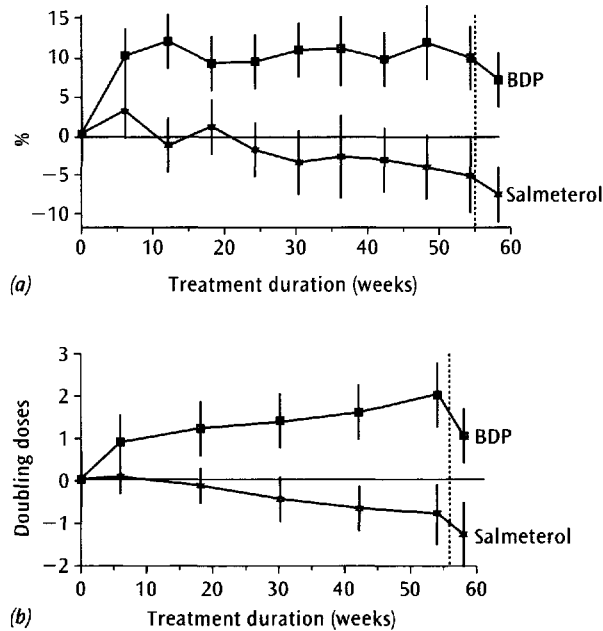 15
10
BDP
5
%
0
−5
Salmeterol
−10
0 10 20 30 40 50 60
(a) Treatment duration (weeks)
3
2
1
BDP
Doubling doses
0
−1
Salmeterol
−2
0 10 20 30 40 50 60
(b) Treatment duration (weeks)